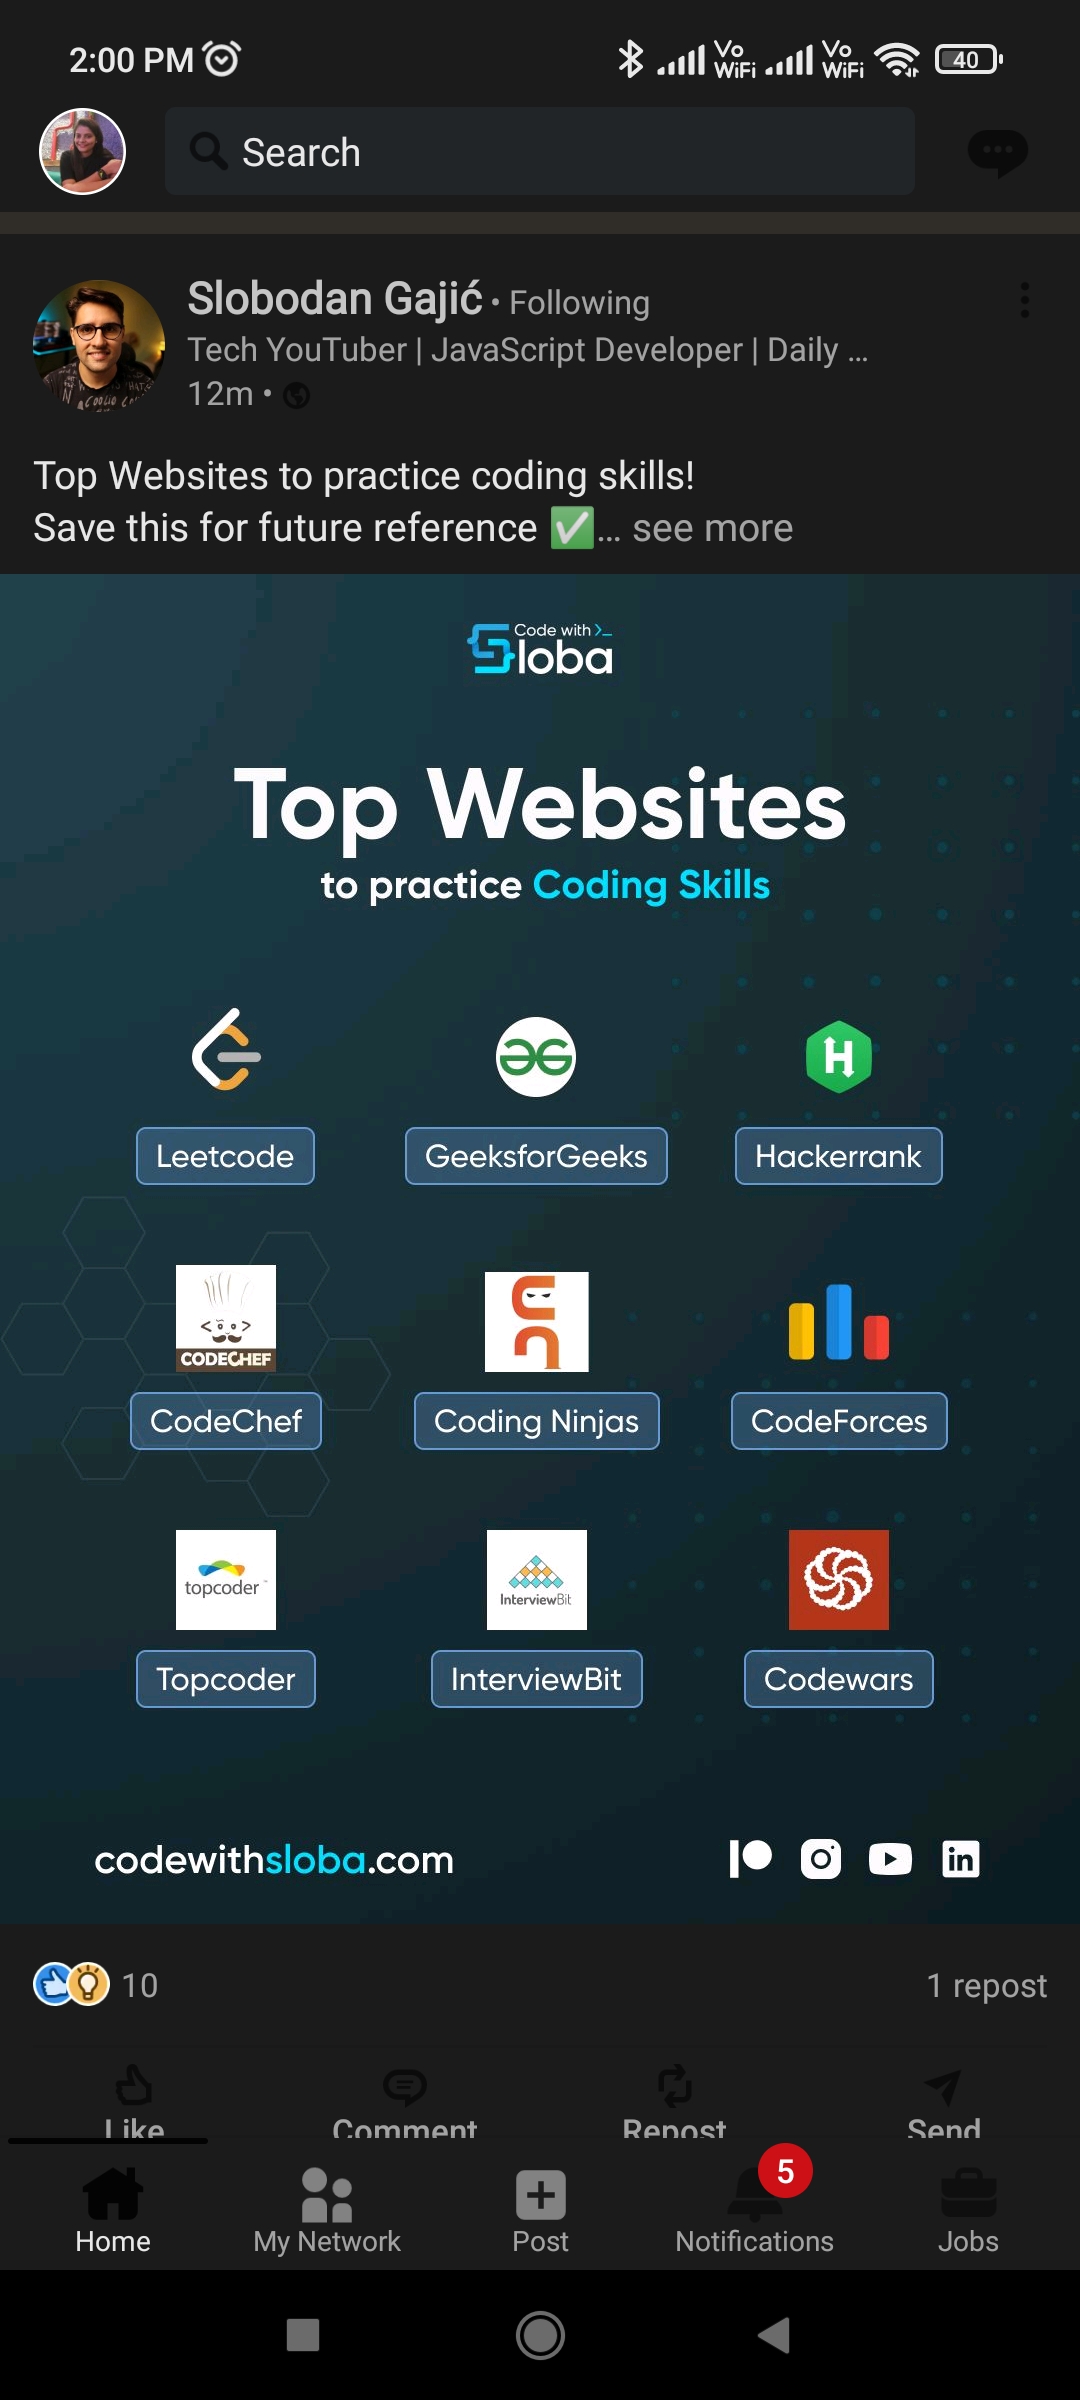 2:00 PM
Vo WiFi
Vo WiFi
40
Search
Slobodan Gajić • Following
Tech YouTuber | JavaScript Developer | Daily ...
12m •
Top Websites to practice coding skills!
Save this for future reference ✅... see more
Code with >_
Sloba
Top Websites
to practice Coding Skills
Leetcode GeeksforGeeks Hackerrank
CODECHEF
CodeChef Coding Ninjas CodeForces
topcoder InterviewBit
Topcoder InterviewBit Codewars
codewithsloba.com
in
10 1 repost
Like Comment Repost Send
5
Home My Network Post Notifications Jobs